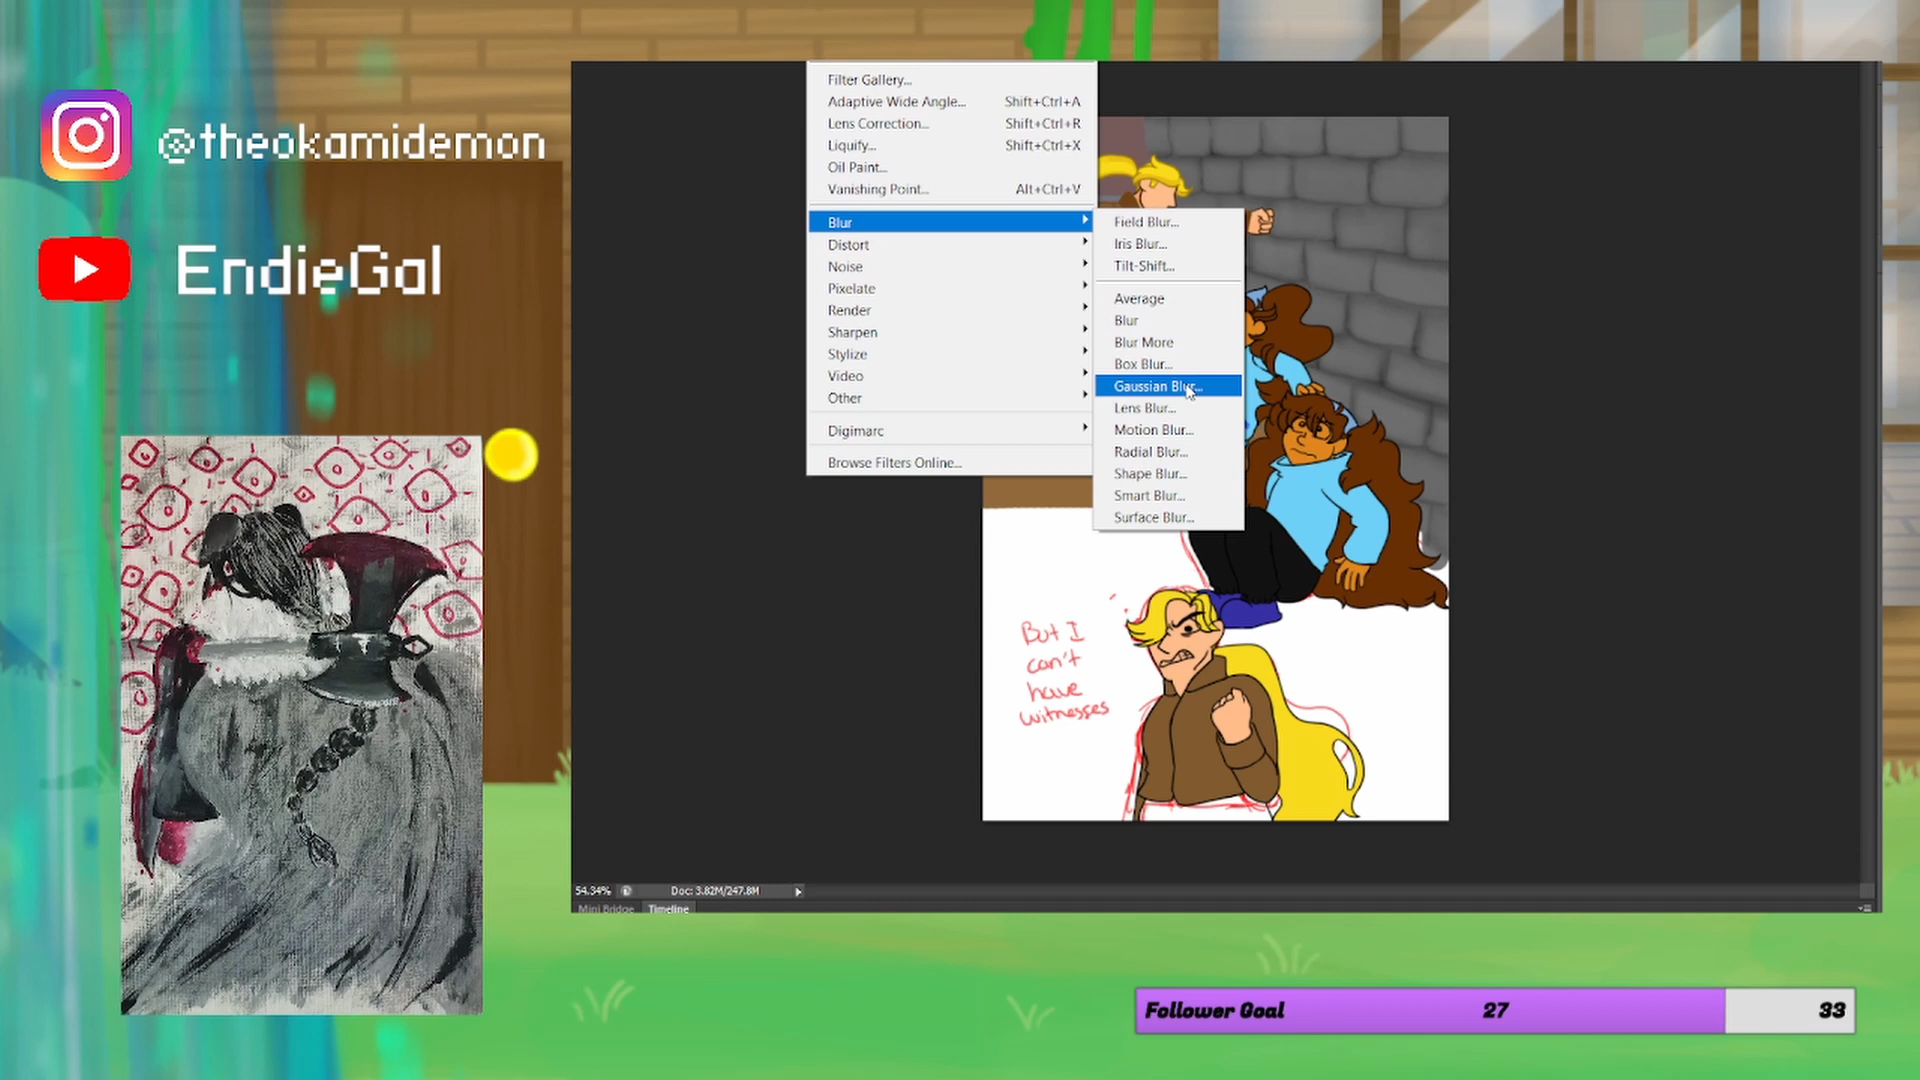 @theokamidemon
EndieGal
Filter Gallery...
Adaptive Wide Angle... Shift+Ctrl+A
Lens Correction... Shift+Ctrl+R
Liquify... Shift+Ctrl+X
Oil Paint...
Vanishing Point... Alt+Ctrl+V
Blur
Distort
Noise
Pixelate
Render
Sharpen
Stylize
Video
Other
Digimarc
Browse Filters Online...
Field Blur...
Iris Blur...
Tilt-Shift...
Average
Blur
Blur More
Box Blur...
Gaussian Blur...
Lens Blur...
Motion Blur...
Radial Blur...
Shape Blur...
Smart Blur...
Surface Blur...
But I
can't
have
witnesses
54.34% Doc: 3.82M/247.8M
Mini Bridge Timeline
Follower Goal 27 33